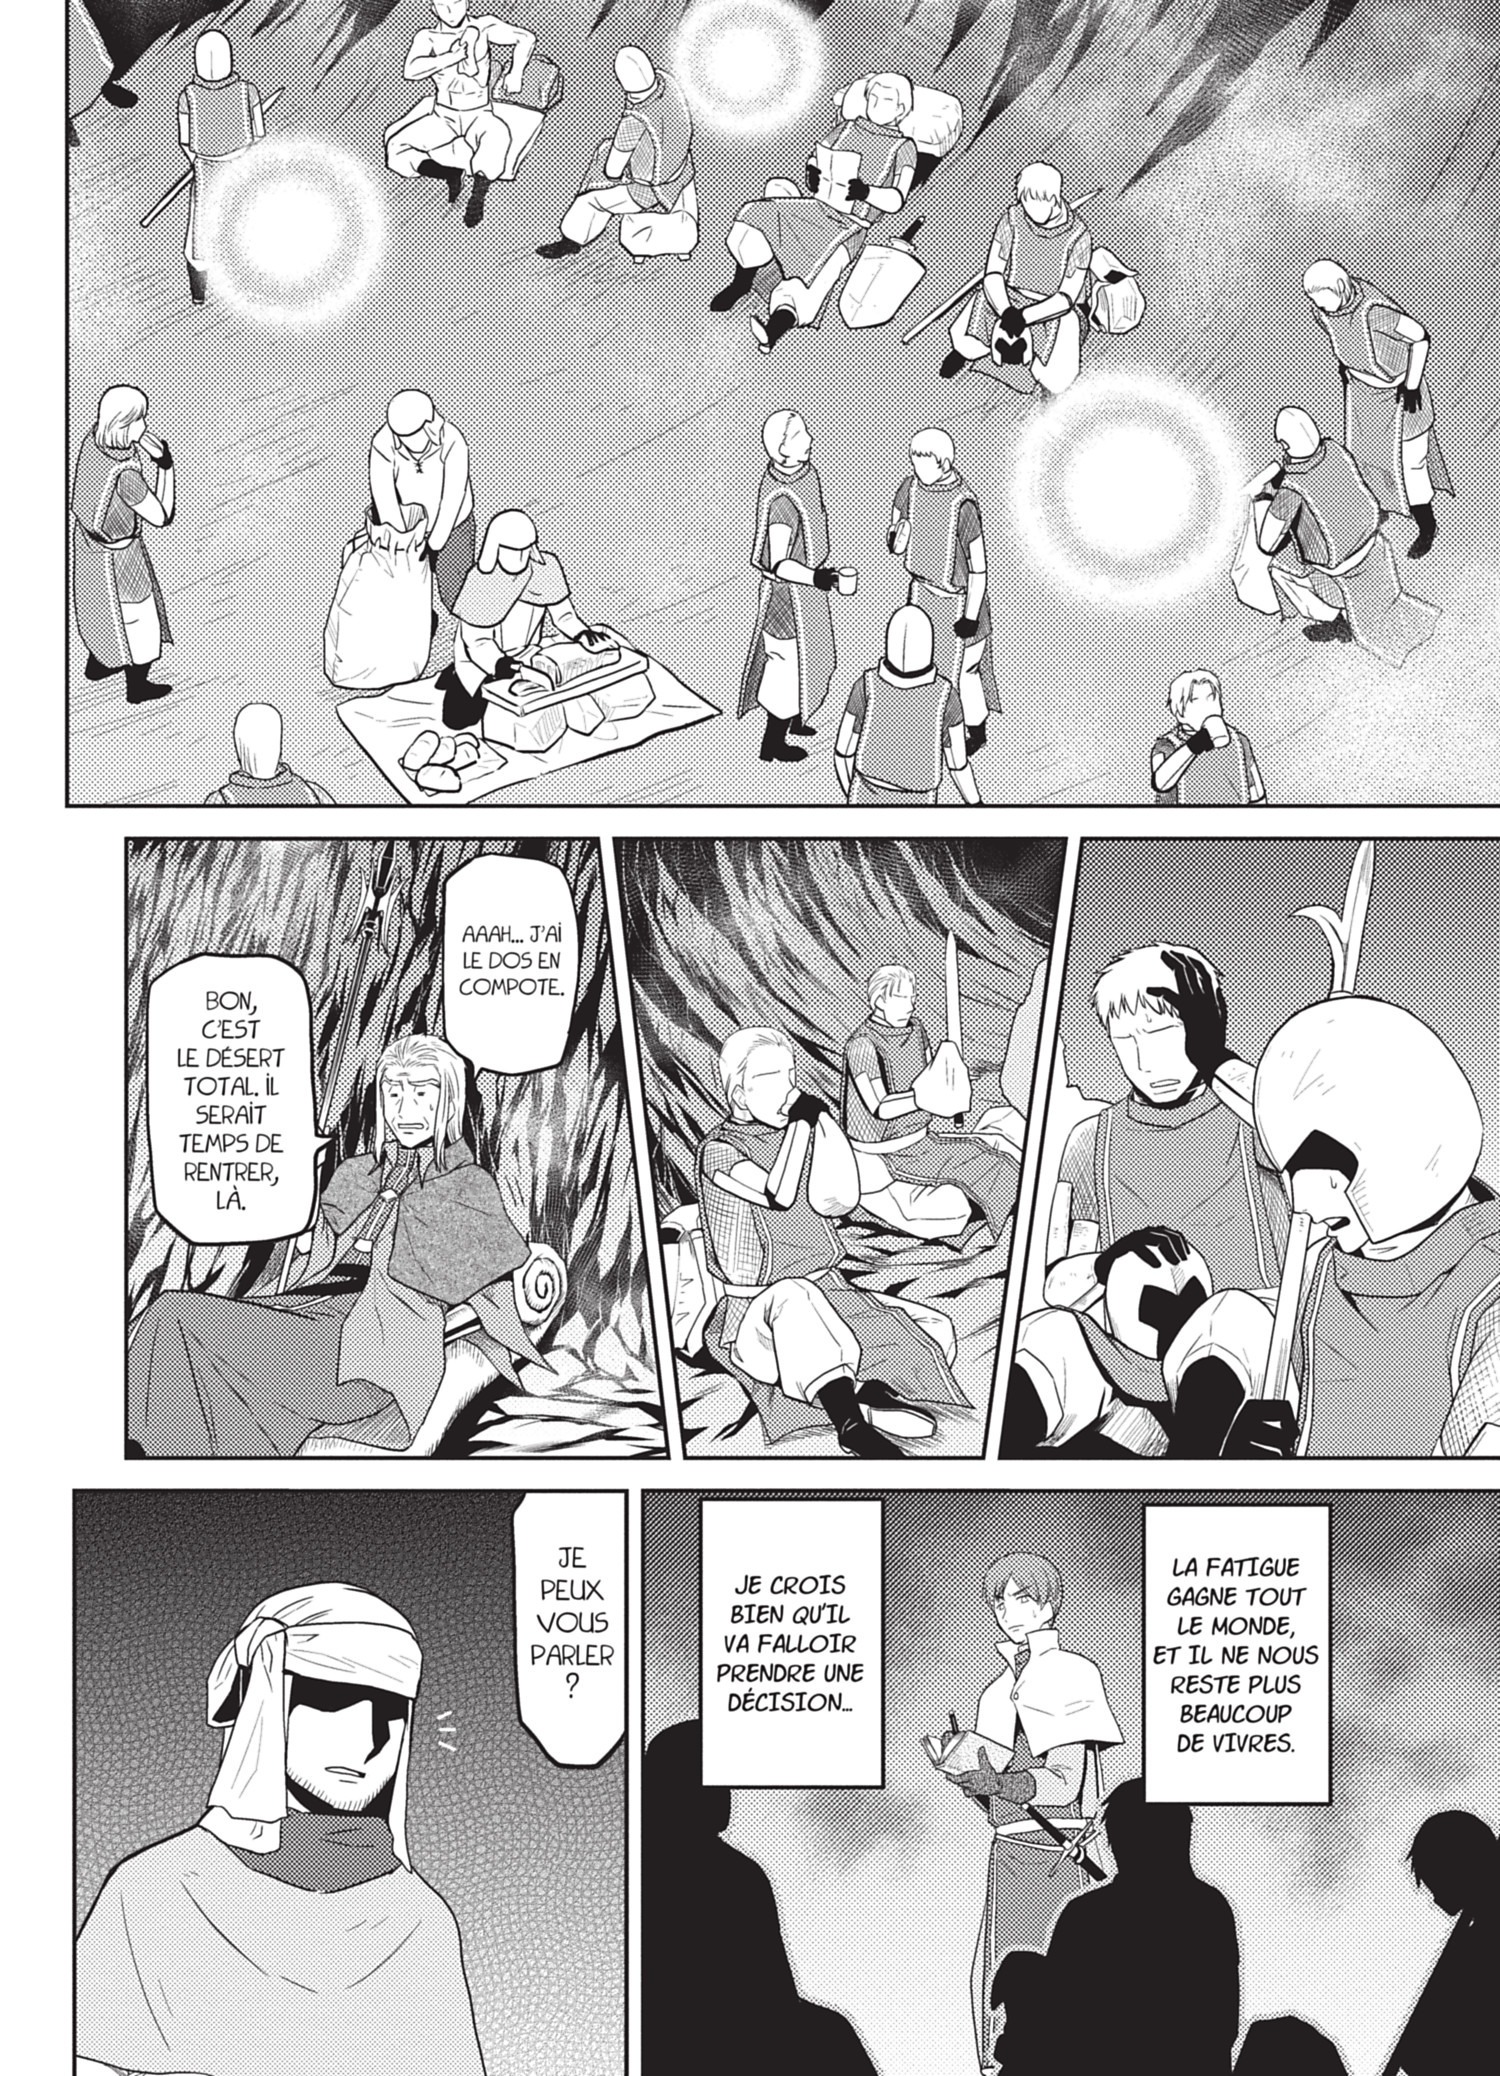 AAAH... J'AI
LE DOS EN
COMPOTE.
BON,
C'EST
LE DÉSERT
TOTAL. IL
SERAIT
TEMPS DE
RENTRER,
LÀ.
LA FATIGUE
GAGNE TOUT
LE MONDE,
ET IL NE NOUS
RESTE PLUS
BEAUCOUP
DE VIVRES.
JE CROIS
BIEN QU'IL
VA FALLOIR
PRENDRE UNE
DÉCISION...
JE
PEUX
VOUS
PARLER
?